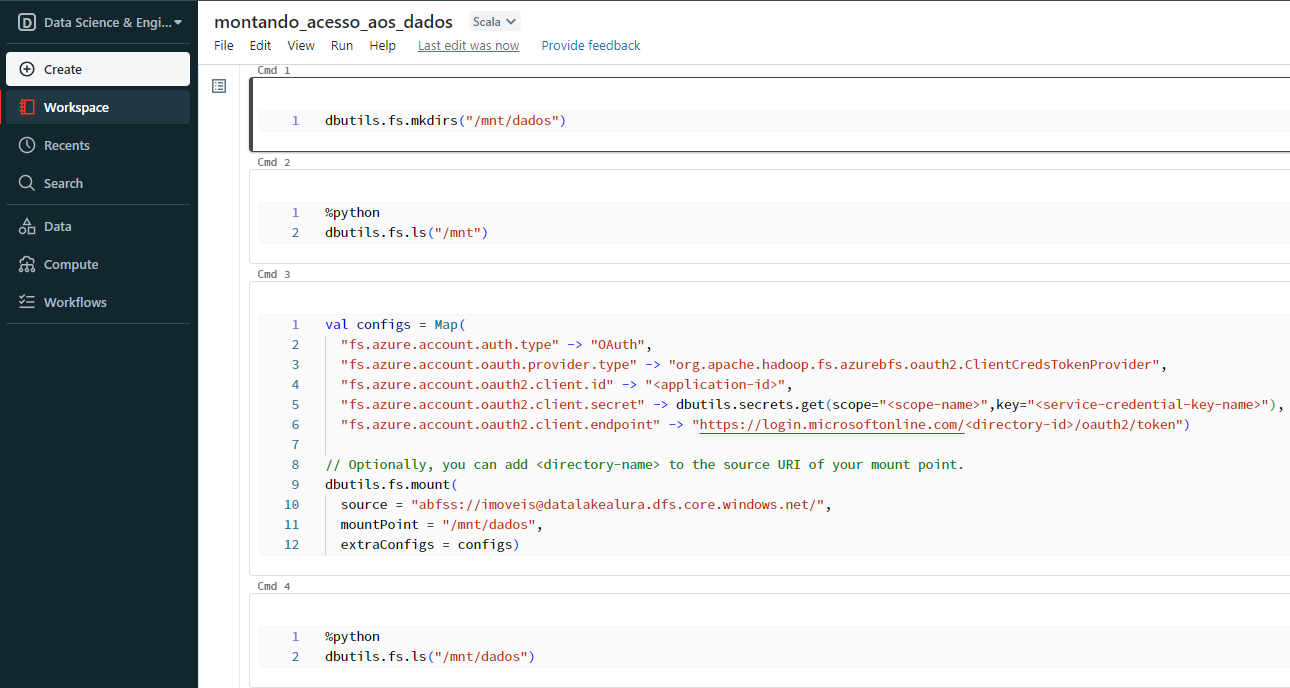 Data Science & Engi...
Create
Workspace
Recents
Search
Data
Compute
Workflows
montando_acesso_aos_dados Scala
File Edit View Run Help Last edit was now Provide feedback
Cmd 1
1 dbutils.fs.mkdirs("/mnt/dados")
Cmd 2
1 %python
2 dbutils.fs.ls("/mnt")
Cmd 3
1 val configs = Map(
2 "fs.azure.account.auth.type" -> "OAuth",
3 "fs.azure.account.oauth.provider.type" -> "org.apache.hadoop.fs.azurebfs.oauth2.ClientCredsTokenProvider",
4 "fs.azure.account.oauth2.client.id" -> "<application-id>",
5 "fs.azure.account.oauth2.client.secret" -> dbutils.secrets.get(scope="<scope-name>",key="<service-credential-key-name>"),
6 "fs.azure.account.oauth2.client.endpoint" -> "https://login.microsoftonline.com/<directory-id>/oauth2/token")
7
8 // Optionally, you can add <directory-name> to the source URI of your mount point.
9 dbutils.fs.mount(
10 source = "abfss://imoveis@datalakealura.dfs.core.windows.net/",
11 mountPoint = "/mnt/dados",
12 extraConfigs = configs)
Cmd 4
1 %python
2 dbutils.fs.ls("/mnt/dados")